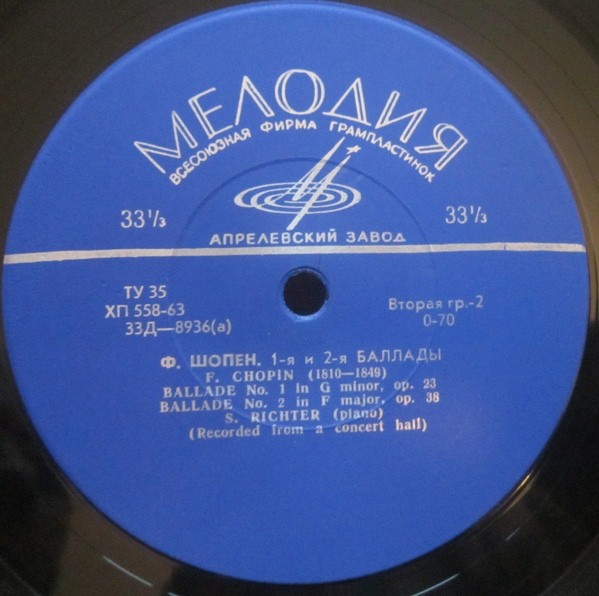 МЕЛОДИЯ
ВСЕСОЮЗНАЯ ФИРМА ГРАМПЛАСТИНОК
33⅓ 33⅓
АПРЕЛЕВСКИЙ ЗАВОД
ТУ 35
ХП 558-63
33Д—8936(а)
Вторая гр.-2
0-70
Ф. ШОПЕН. 1-я и 2-я БАЛЛАДЫ
F. CHOPIN (1810—1849)
BALLADE No. 1 in G minor, op. 23
BALLADE No. 2 in F major, op. 38
S. RICHTER (piano)
(Recorded from a concert hall)